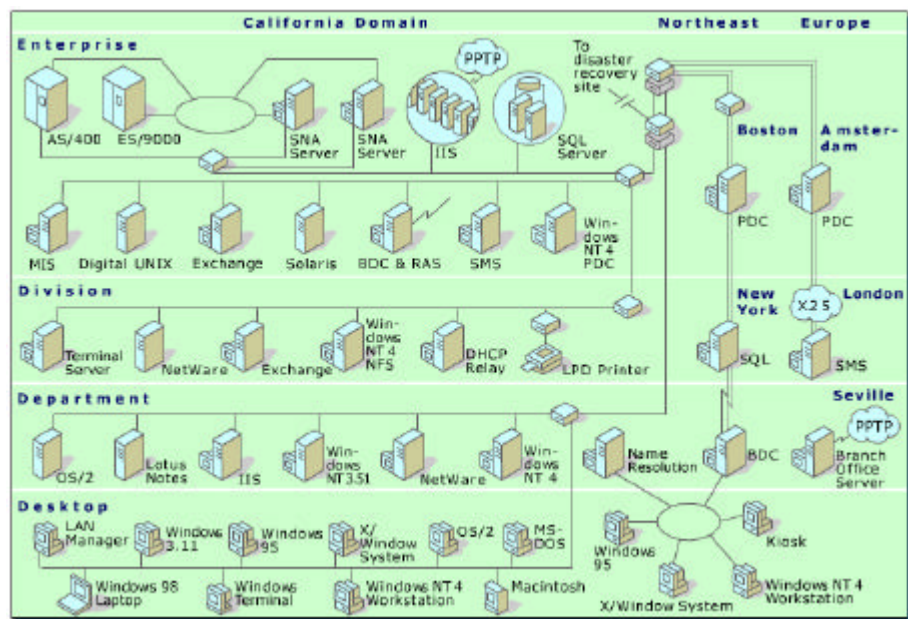 California Domain
Northeast
Europe
Enterprise
PPTP
To
disaster
recovery
site
AS/400
ES/9000
SNA
Server
SNA
Server
IIS
SQL
Server
Boston
Amster-
dam
PDC
PDC
MIS
Digital UNIX
Exchange
Solaris
BDC & RAS
SMS
Win-
dows
NT 4
PDC
Division
New
York
X.25
London
Terminal
Server
NetWare
Exchange
Win-
dows
NT 4
NFS
DHCP
Relay
LPD Printer
SQL
SMS
Department
Seville
PPTP
OS/2
Lotus
Notes
IIS
Win-
dows
NT3.51
NetWare
Win-
dows
NT 4
Name
Resolution
BDC
Branch
Office
Server
Desktop
LAN
Manager
Windows
3.11
Windows
95
X/
Window
System
OS/2
MS-
DOS
Windows
95
Kiosk
Windows 98
Laptop
Windows
Terminal
Windows NT 4
Workstation
Macintosh
X/Window System
Windows NT 4
Workstation